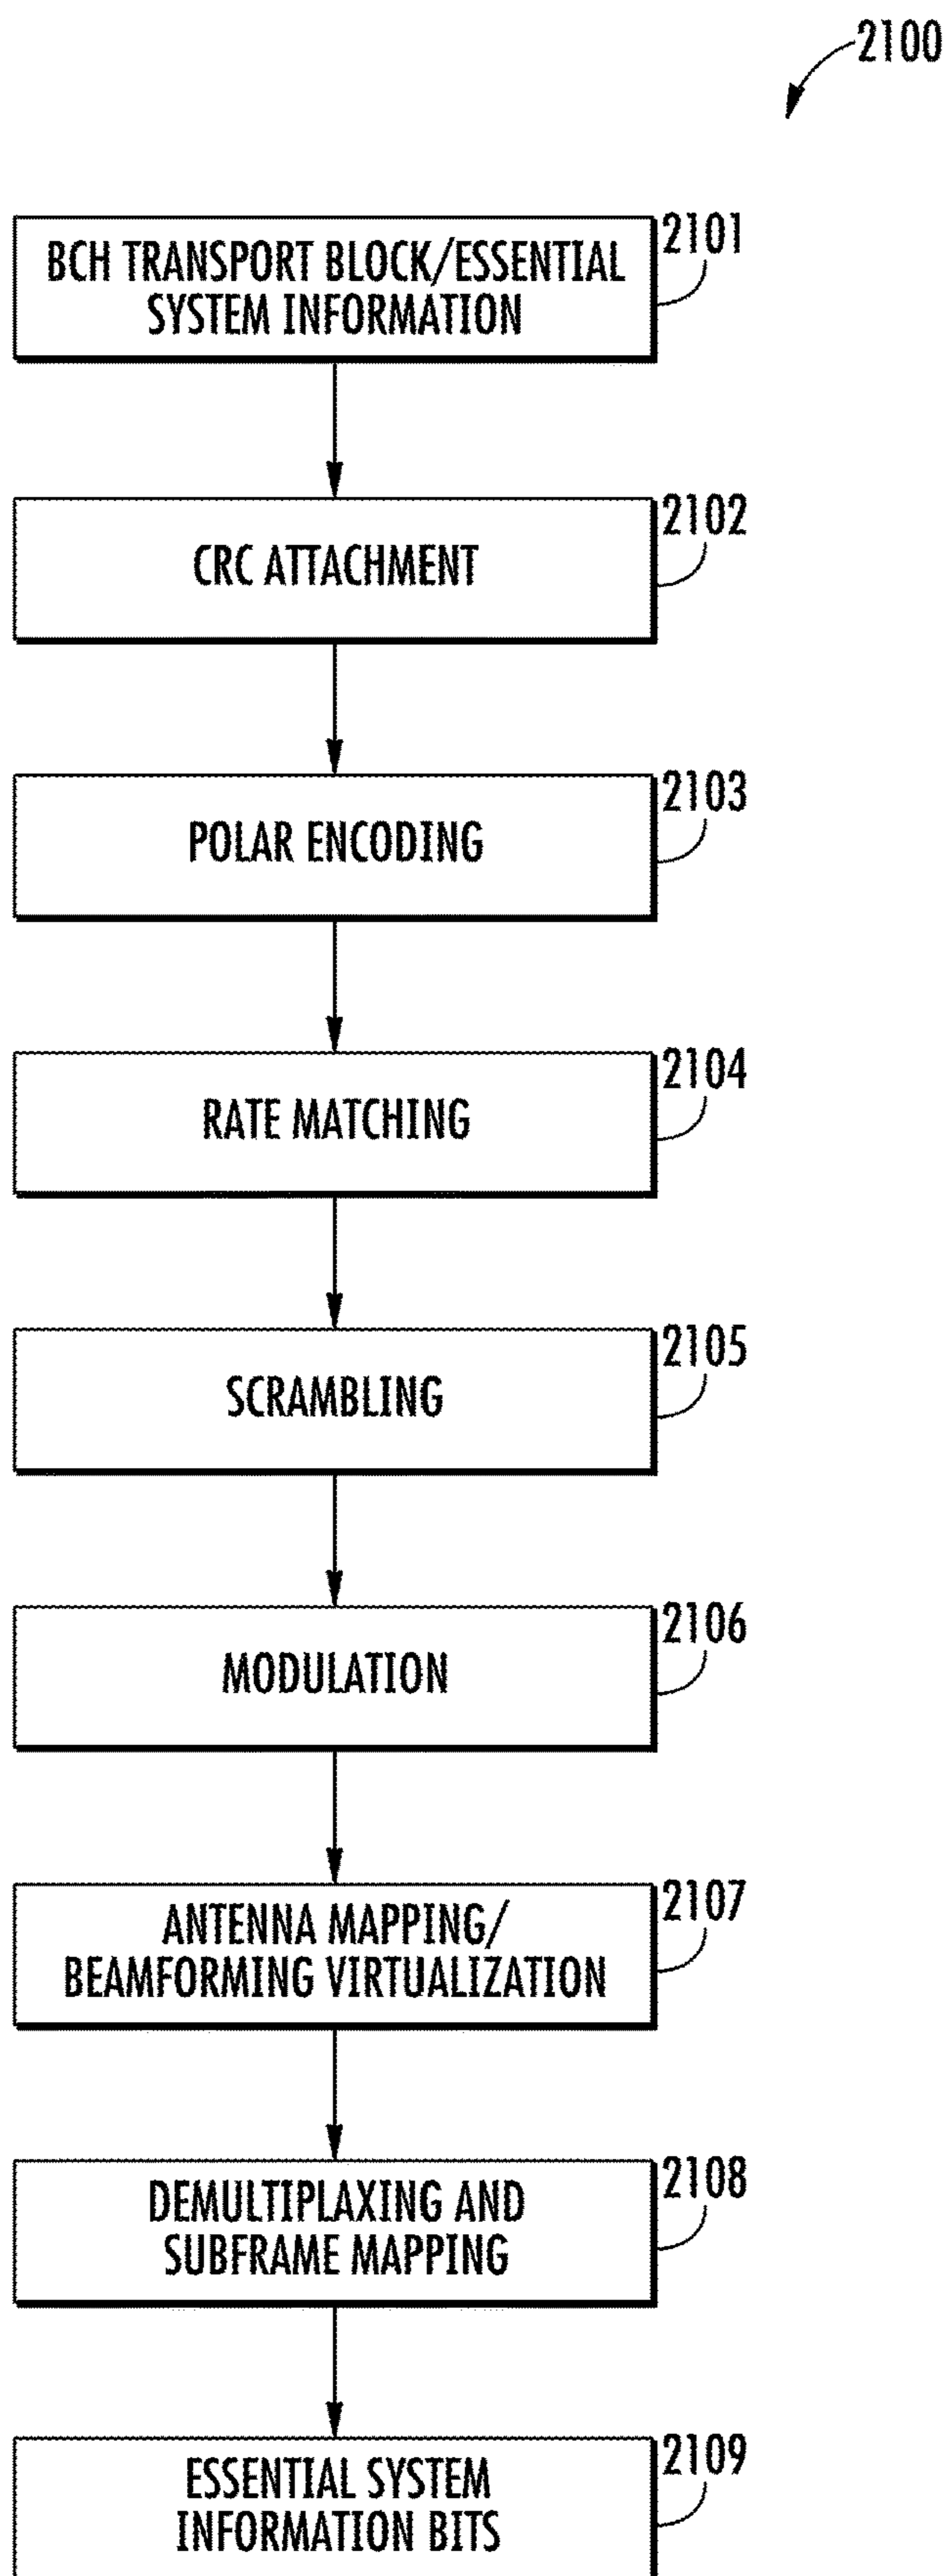 2100
2101
BCH TRANSPORT BLOCK/ESSENTIAL
SYSTEM INFORMATION
2102
CRC ATTACHMENT
2103
POLAR ENCODING
2104
RATE MATCHING
2105
SCRAMBLING
2106
MODULATION
2107
ANTENNA MAPPING/
BEAMFORMING VIRTUALIZATION
2108
DEMULTIPLAXING AND
SUBFRAME MAPPING
2109
ESSENTIAL SYSTEM
INFORMATION BITS